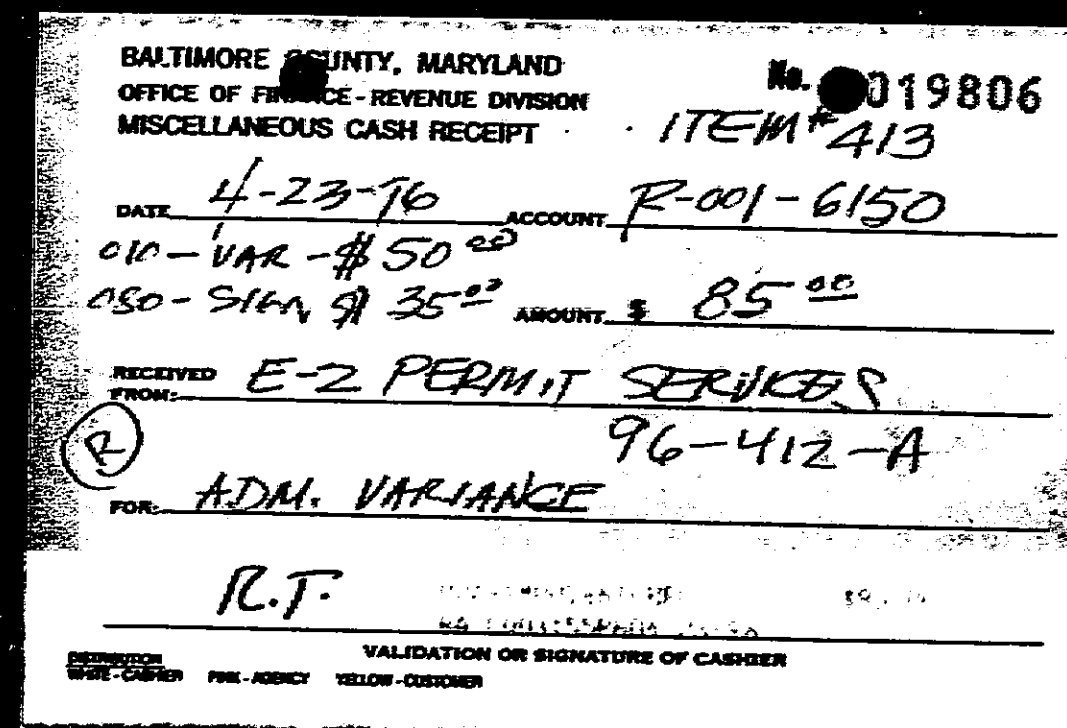 BALTIMORE COUNTY, MARYLAND
OFFICE OF FINANCE - REVENUE DIVISION
MISCELLANEOUS CASH RECEIPT
No. 019806
ITEM # 413
DATE 4-23-96 ACCOUNT R-001-6150
010 - VAR - $ 50 00
080 - SIGN $ 35 00 AMOUNT $ 85 00
RECEIVED FROM: E-2 PERMIT SERVICES
96-412-A
R
FOR: ADM. VARIANCE
R.T.
VALIDATION OR SIGNATURE OF CASHIER
DISTRIBUTION
WHITE - CASHIER PINK - AGENCY YELLOW - CUSTOMER